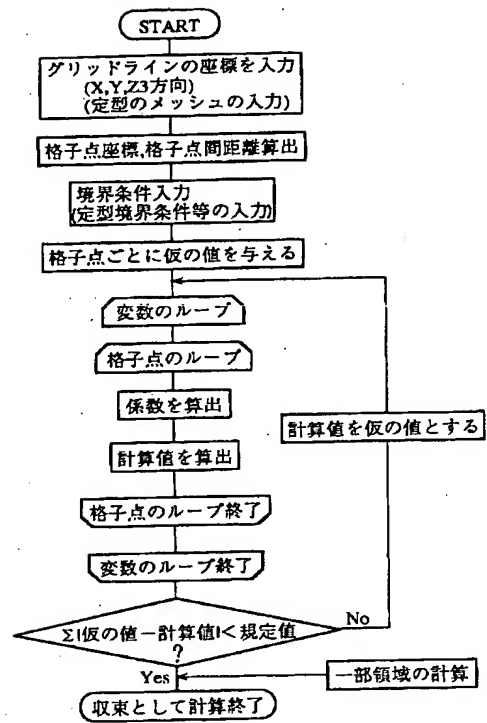 START
グリッドラインの座標を入力
(X,Y,Z3方向)
(定型のメッシュの入力)
格子点座標,格子点間距離算出
境界条件入力
(定型境界条件等の入力)
格子点ごとに仮の値を与える
変数のループ
格子点のループ
係数を算出
計算値を算出
計算値を仮の値とする
格子点のループ終了
変数のループ終了
Σ|仮の値－計算値|<規定値
?
No
Yes
一部領域の計算
収束として計算終了